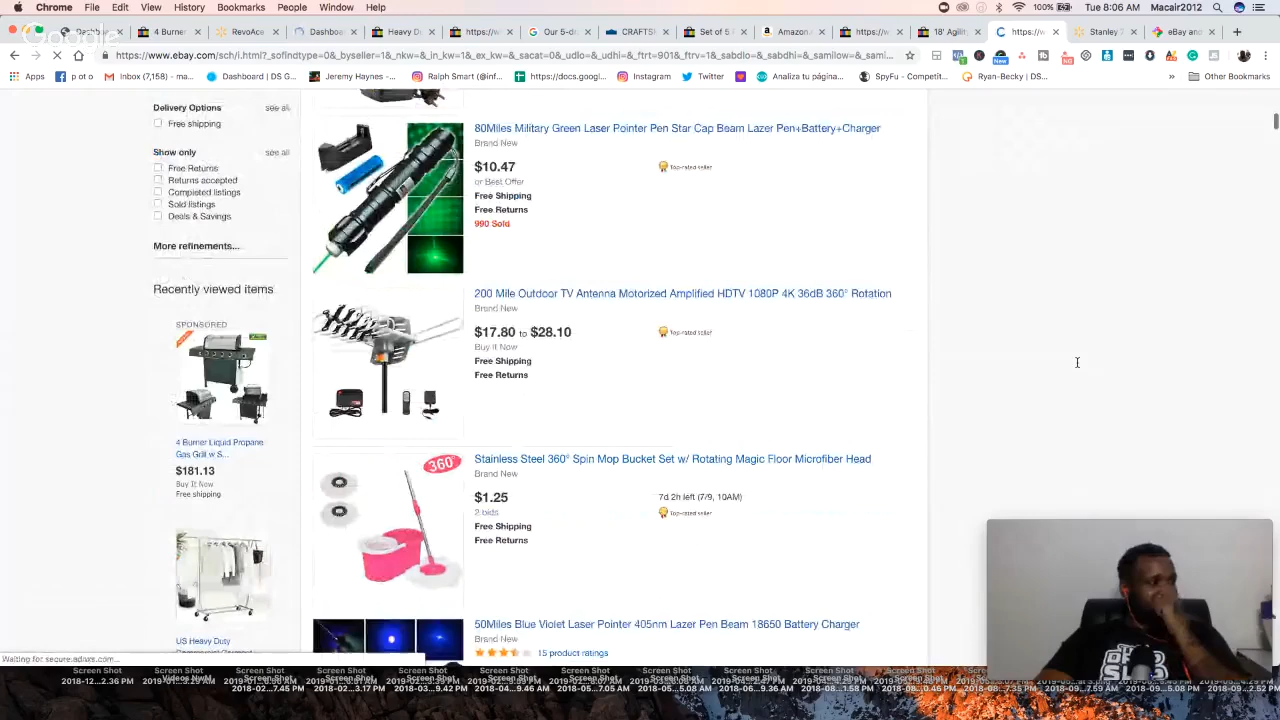 Chrome File Edit View History Bookmarks People Window Help
100% Tue 8:06 AM Macair2012
Google
4 Burner RevoAce Dashboard Heavy D https://w Our 5-d CRAFTS Set of 5 Amazon 18' Agility https://w Stanley eBay and
https://www.ebay.com/sch/i.html?_sofindtype=0&_byseller=1&_nkw=&_in_kw=1&_ex_kw=&_sacat=0&_udlo=&_udhi=&_ftrt=901&_ftrv=1&_sabdlo=&_sabdhi=&_samilow=&_sami...
New NG
Apps p ot o Inbox (7,158) - ma... Dashboard | DS G... Jeremy Haynes-... Ralph Smart (@inf... https://docs.googl... Instagram Twitter Analiza tu página... SpyFu - Competit... Ryan-Becky | DS... » Other Bookmarks
Delivery Options see all
Free shipping
Show only see all
Free Returns
Returns accepted
Completed listings
Sold listings
Deals & Savings
More refinements...
Recently viewed items
SPONSORED
4 Burner Liquid Propane
Gas Grill w S...
$181.13
Buy It Now
Free shipping
US Heavy Duty
80Miles Military Green Laser Pointer Pen Star Cap Beam Lazer Pen+Battery+Charger
Brand New
$10.47
Top-rated seller
or Best Offer
Free Shipping
Free Returns
990 Sold
200 Mile Outdoor TV Antenna Motorized Amplified HDTV 1080P 4K 36dB 360° Rotation
Brand New
$17.80 to $28.10
Top-rated seller
Buy It Now
Free Shipping
Free Returns
360°
Stainless Steel 360° Spin Mop Bucket Set w/ Rotating Magic Floor Microfiber Head
Brand New
$1.25
7d 2h left (7/9, 10AM)
2 bids
Top-rated seller
Free Shipping
Free Returns
50Miles Blue Violet Laser Pointer 405nm Lazer Pen Beam 18650 Battery Charger
Brand New
15 product ratings
Waiting for secure.adnxs.com...
Screen Shot Screen Shot Screen Shot Screen Shot Screen Shot Screen Shot Screen Shot Screen Shot Screen Shot Screen Shot Screen Shot Screen Shot Screen Shot Screen Shot
2018-12...2.36 PM
2018-02...7.45 PM 2018-02...3.17 PM 2018-03...9.42 PM 2018-04...9.46 AM 2018-05...7.05 AM 2018-05...5.08 AM 2018-06...9.36 AM 2018-08...1.58 PM 2018-08...0.46 PM 2018-08...7.35 PM 2018-09...7.59 AM 2018-09...5.08 PM 2018-09...2.52 PM